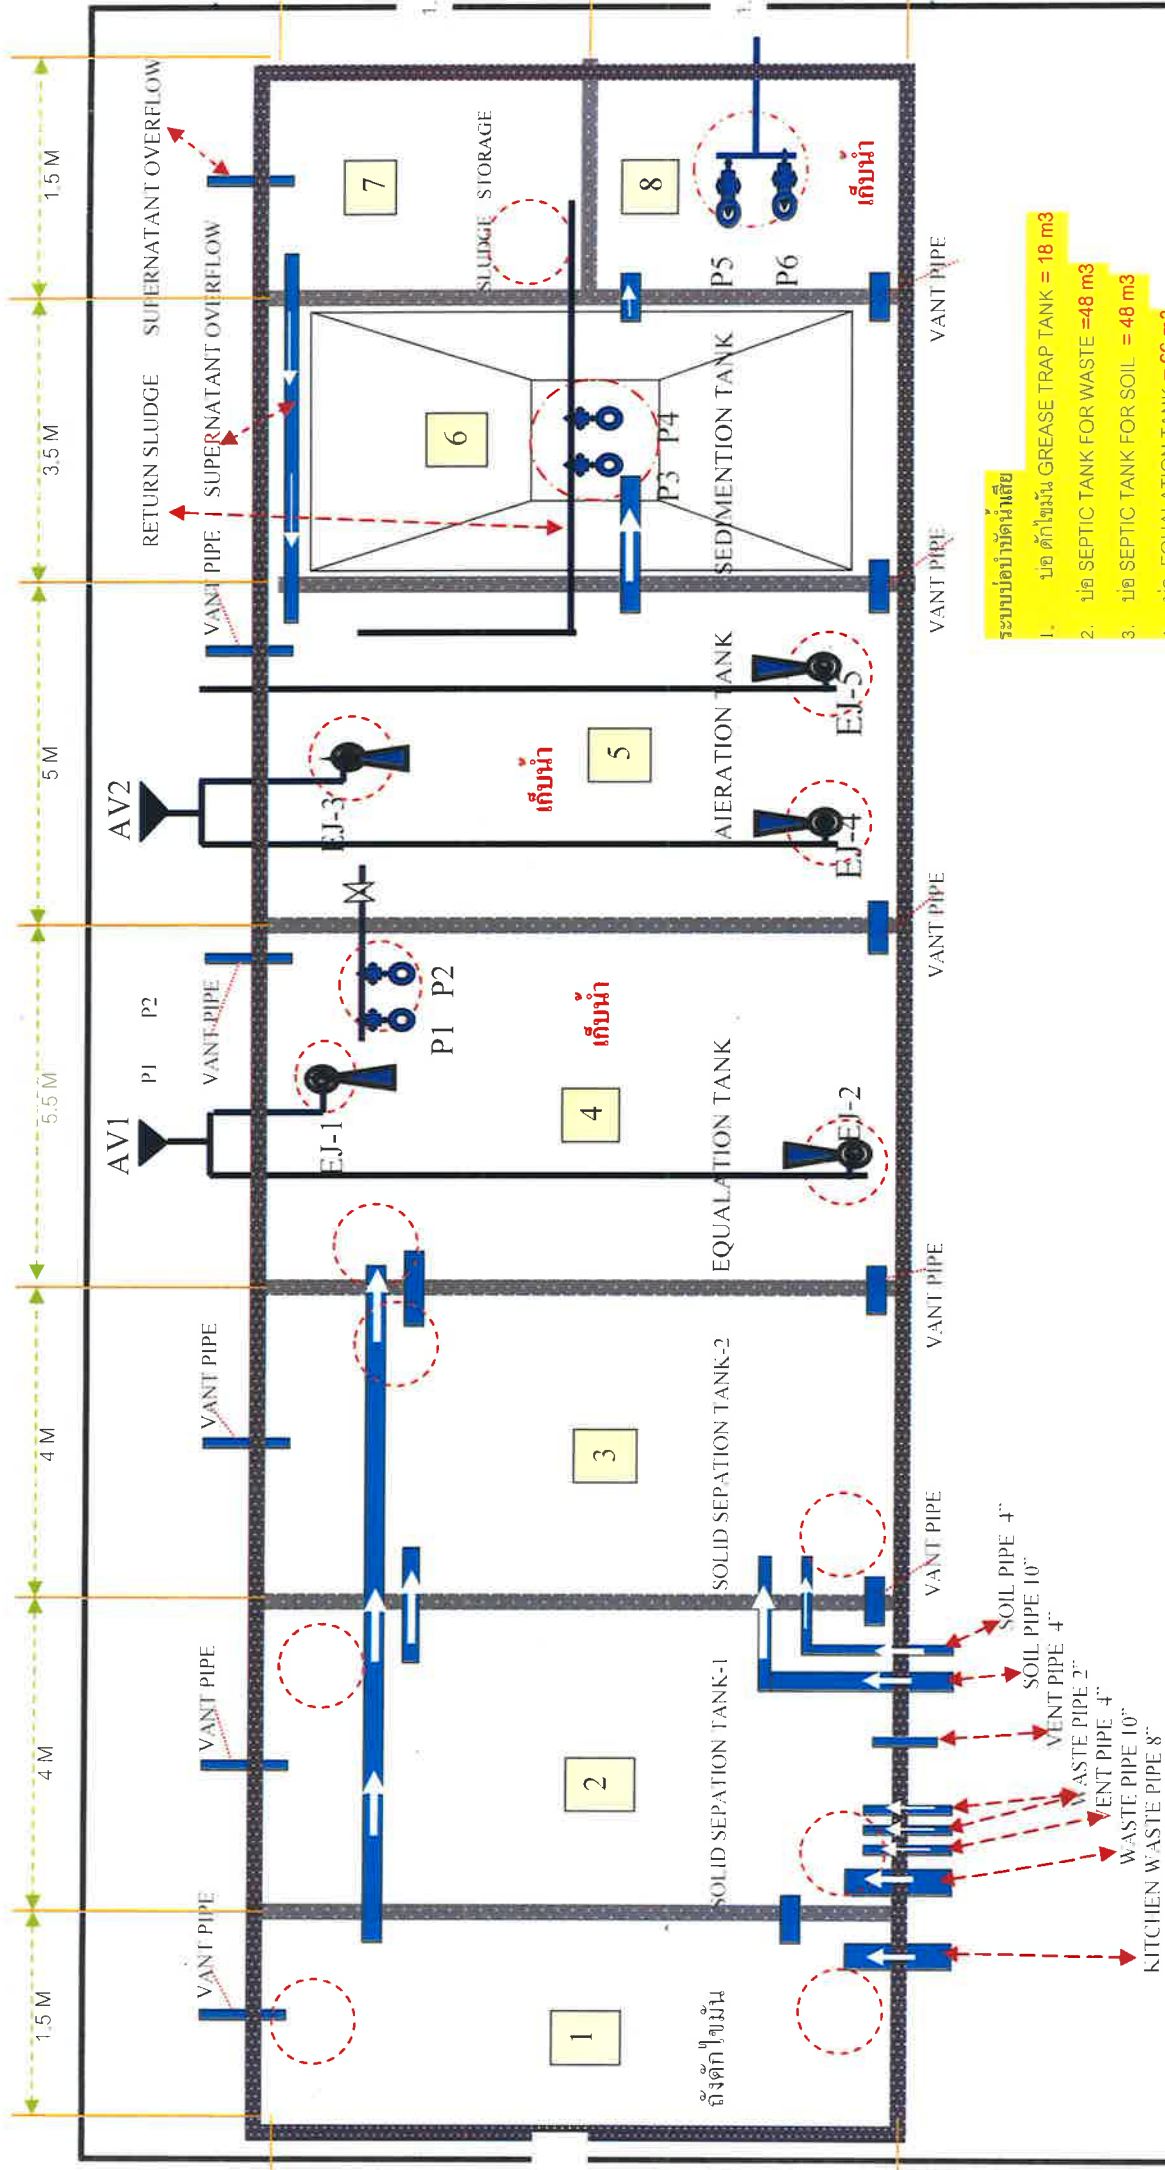 1.5 M
4 M
4 M
5.5 M
5 M
3.5 M
1.5 M
AV1
P1
P2
AV2
RETURN SLUDGE
SUPERNATANT OVERFLOW
VANT PIPE
VANT PIPE
VANT PIPE
VANT PIPE
VANT PIPE
SUPERNATANT OVERFLOW
EJ-1
P1 P2
EJ-3
7
SLUDGE STORAGE
6
P3 P4
8
P5
P6
เก็บน้ำ
1
2
3
4
5
เก็บน้ำ
เก็บน้ำ
ถังดักไขมัน
SOLID SEPATION TANK-1
SOLID SEPATION TANK-2
EQUALATION TANK
AIERATION TANK
SEDIMENTION TANK
EJ-2
EJ-4
EJ-5
VANT PIPE
VANT PIPE
VANT PIPE
VANT PIPE
VANT PIPE
SOIL PIPE 4"
SOIL PIPE 10"
VENT PIPE 4"
WASTE PIPE 2"
VENT PIPE 4"
WASTE PIPE 10"
KITCHEN WASTE PIPE 8"
ระบบบ่อบำบัดน้ำเสีย
1. บ่อ ดักไขมัน GREASE TRAP TANK = 18 m3
2. บ่อ SEPTIC TANK FOR WASTE =48 m3
3. บ่อ SEPTIC TANK FOR SOIL = 48 m3